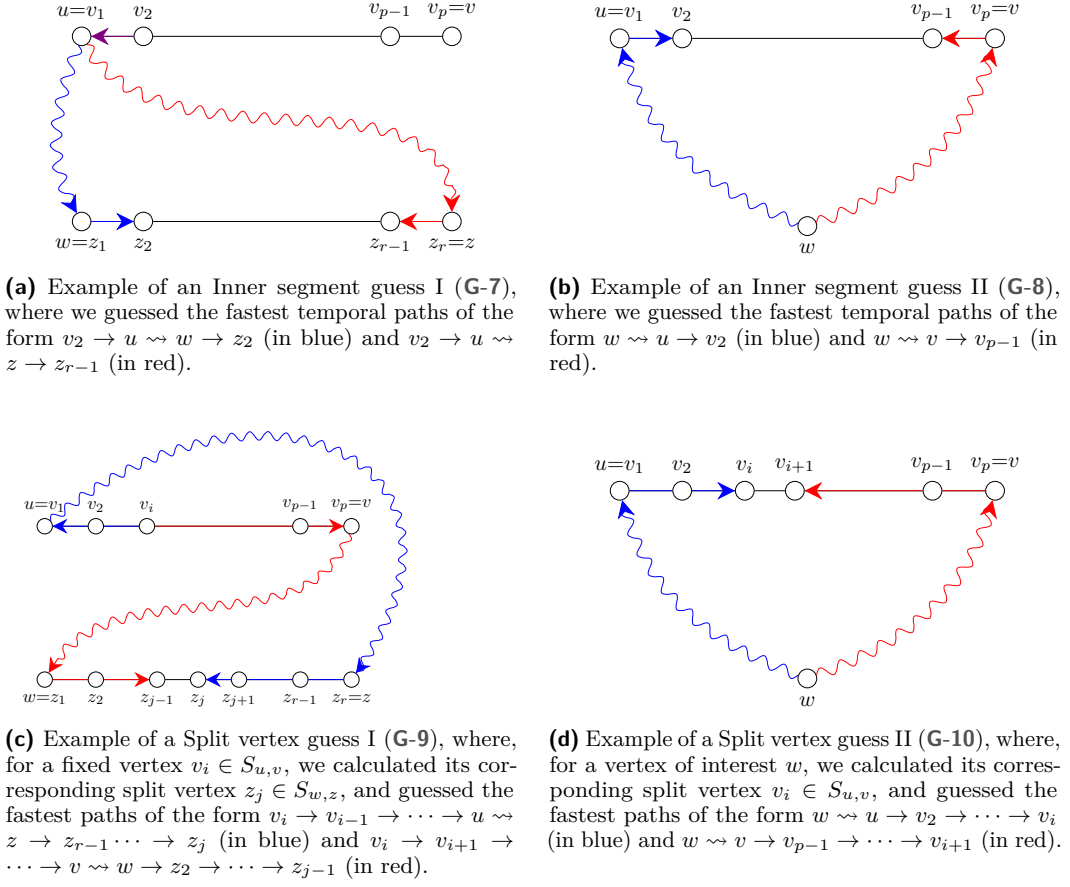 u=v₁ v₂ vₚ₋₁ vₚ=v
w=z₁ z₂ zᵣ₋₁ zᵣ=z
(a) Example of an Inner segment guess I (G-7),
where we guessed the fastest temporal paths of the
form v₂ → u ⇝ w → z₂ (in blue) and v₂ → u ⇝
z → zᵣ₋₁ (in red).
u=v₁ v₂ vₚ₋₁ vₚ=v
w
(b) Example of an Inner segment guess II (G-8),
where we guessed the fastest temporal paths of the
form w ⇝ u → v₂ (in blue) and w ⇝ v → vₚ₋₁ (in
red).
u=v₁ v₂ vᵢ vₚ₋₁ vₚ=v
w=z₁ z₂ zⱼ₋₁ zⱼ zⱼ₊₁ zᵣ₋₁ zᵣ=z
(c) Example of a Split vertex guess I (G-9), where,
for a fixed vertex vᵢ ∈ S_{u,v}, we calculated its cor-
responding split vertex zⱼ ∈ S_{w,z}, and guessed the
fastest paths of the form vᵢ → vᵢ₋₁ → ⋯ → u ⇝
z → zᵣ₋₁ ⋯ → zⱼ (in blue) and vᵢ → vᵢ₊₁ →
⋯ → v ⇝ w → z₂ → ⋯ → zⱼ₋₁ (in red).
u=v₁ v₂ vᵢ vᵢ₊₁ vₚ₋₁ vₚ=v
w
(d) Example of a Split vertex guess II (G-10), where,
for a vertex of interest w, we calculated its corres-
ponding split vertex vᵢ ∈ S_{u,v}, and guessed the
fastest paths of the form w ⇝ u → v₂ → ⋯ → vᵢ
(in blue) and w ⇝ v → vₚ₋₁ → ⋯ → vᵢ₊₁ (in red).